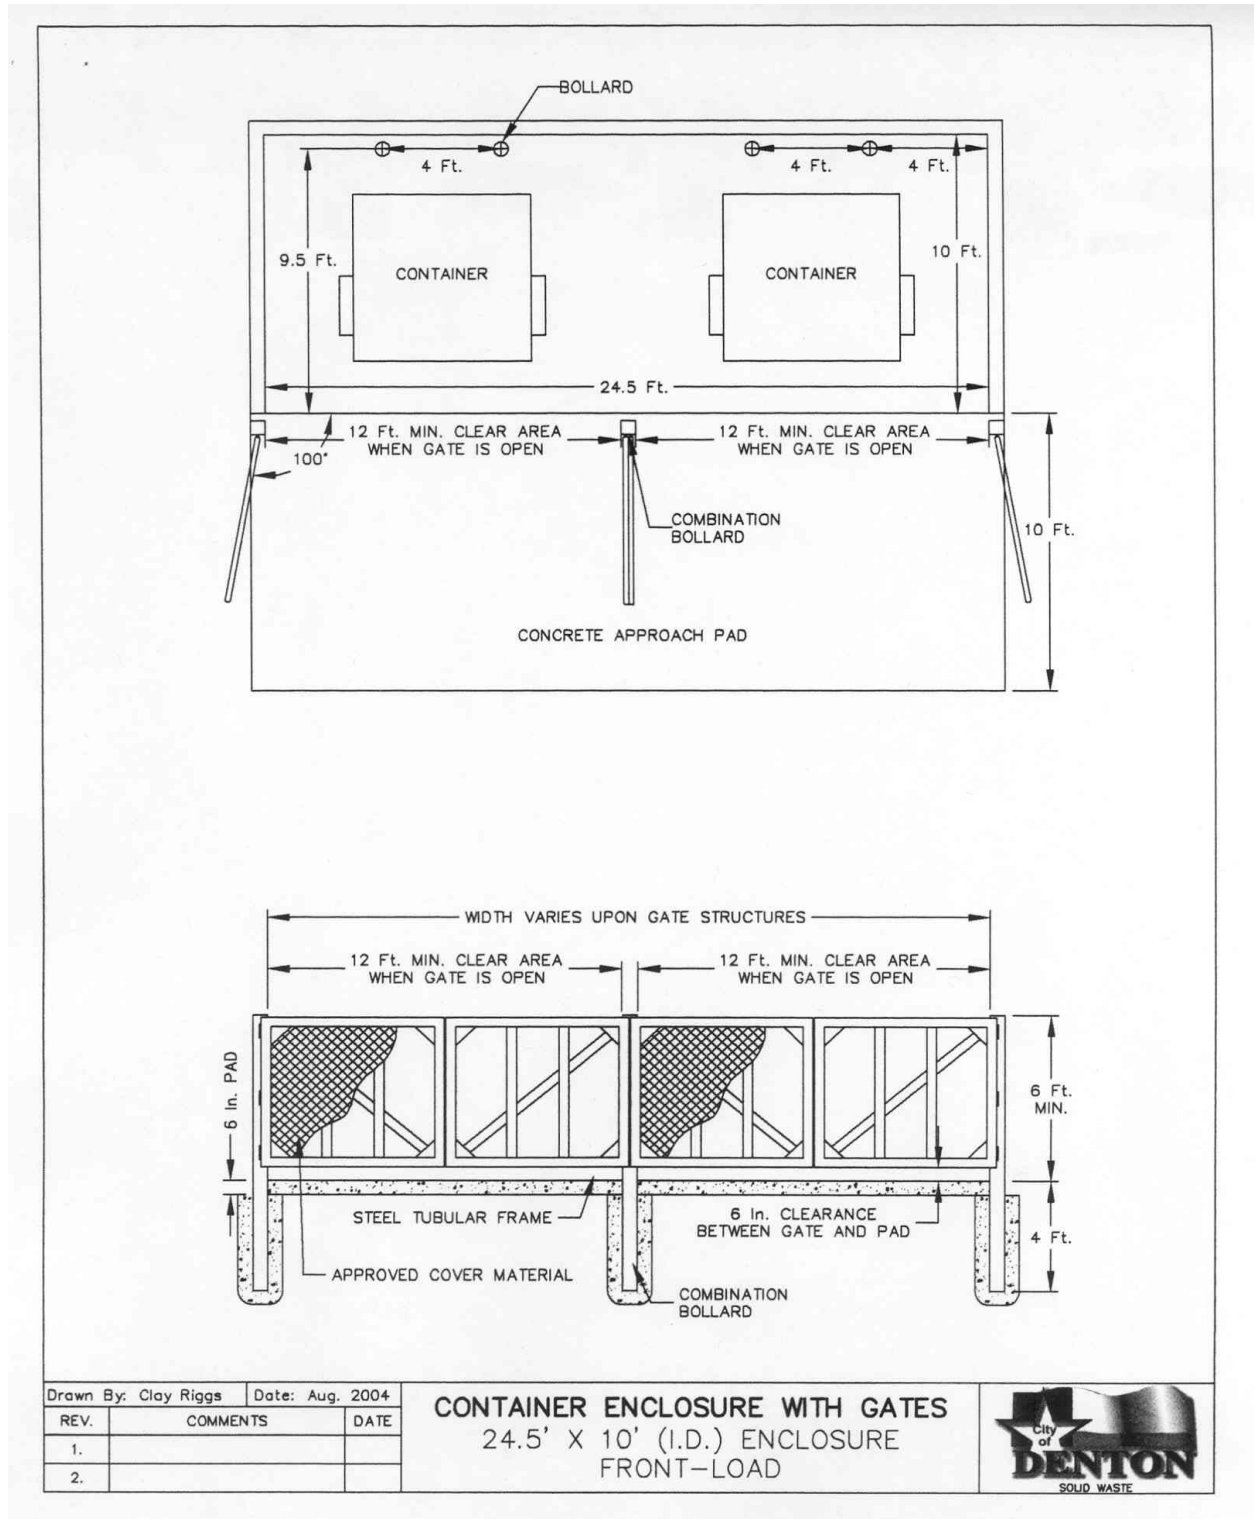 BOLLARD
4 Ft.
4 Ft.
4 Ft.
9.5 Ft.
10 Ft.
CONTAINER
CONTAINER
24.5 Ft.
12 Ft. MIN. CLEAR AREA
WHEN GATE IS OPEN
12 Ft. MIN. CLEAR AREA
WHEN GATE IS OPEN
100°
COMBINATION
BOLLARD
10 Ft.
CONCRETE APPROACH PAD
WIDTH VARIES UPON GATE STRUCTURES
12 Ft. MIN. CLEAR AREA
WHEN GATE IS OPEN
12 Ft. MIN. CLEAR AREA
WHEN GATE IS OPEN
6 In. PAD
6 Ft.
MIN.
STEEL TUBULAR FRAME
6 In. CLEARANCE
BETWEEN GATE AND PAD
4 Ft.
APPROVED COVER MATERIAL
COMBINATION
BOLLARD
Drawn By: Clay Riggs
Date: Aug. 2004
REV.
COMMENTS
DATE
1.
2.
CONTAINER ENCLOSURE WITH GATES
24.5' X 10' (I.D.) ENCLOSURE
FRONT-LOAD
City
of
DENTON
SOLID WASTE